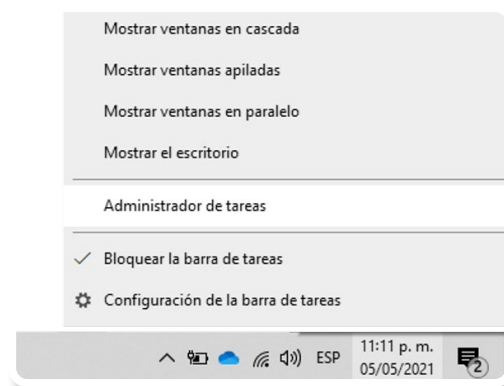 Mostrar ventanas en cascada
Mostrar ventanas apiladas
Mostrar ventanas en paralelo
Mostrar el escritorio
Administrador de tareas
Bloquear la barra de tareas
Configuración de la barra de tareas
ESP
11:11 p. m.
05/05/2021
2